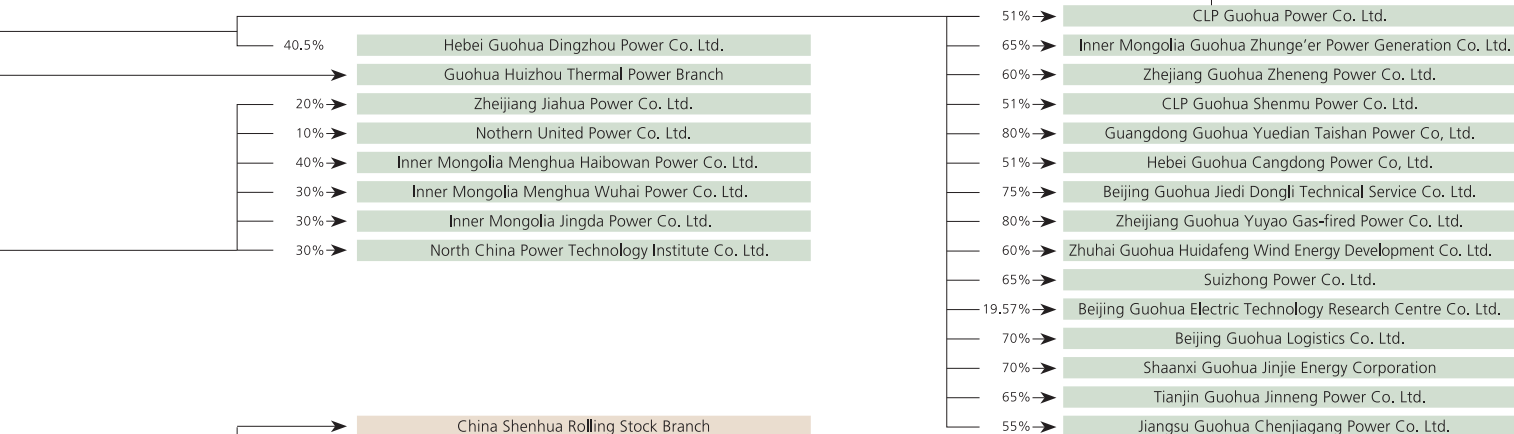 51% CLP Guohua Power Co. Ltd.
40.5% Hebei Guohua Dingzhou Power Co. Ltd.
65% Inner Mongolia Guohua Zhunge'er Power Generation Co. Ltd.
Guohua Huizhou Thermal Power Branch
60% Zhejiang Guohua Zheneng Power Co. Ltd.
20% Zheijiang Jiahua Power Co. Ltd.
51% CLP Guohua Shenmu Power Co. Ltd.
10% Nothern United Power Co. Ltd.
80% Guangdong Guohua Yuedian Taishan Power Co, Ltd.
40% Inner Mongolia Menghua Haibowan Power Co. Ltd.
51% Hebei Guohua Cangdong Power Co, Ltd.
30% Inner Mongolia Menghua Wuhai Power Co. Ltd.
75% Beijing Guohua Jiedi Dongli Technical Service Co. Ltd.
30% Inner Mongolia Jingda Power Co. Ltd.
80% Zheijiang Guohua Yuyao Gas-fired Power Co. Ltd.
30% North China Power Technology Institute Co. Ltd.
60% Zhuhai Guohua Huidafeng Wind Energy Development Co. Ltd.
65% Suizhong Power Co. Ltd.
19.57% Beijing Guohua Electric Technology Research Centre Co. Ltd.
70% Beijing Guohua Logistics Co. Ltd.
70% Shaanxi Guohua Jinjie Energy Corporation
65% Tianjin Guohua Jinneng Power Co. Ltd.
China Shenhua Rolling Stock Branch
55% Jiangsu Guohua Chenjiagang Power Co. Ltd.